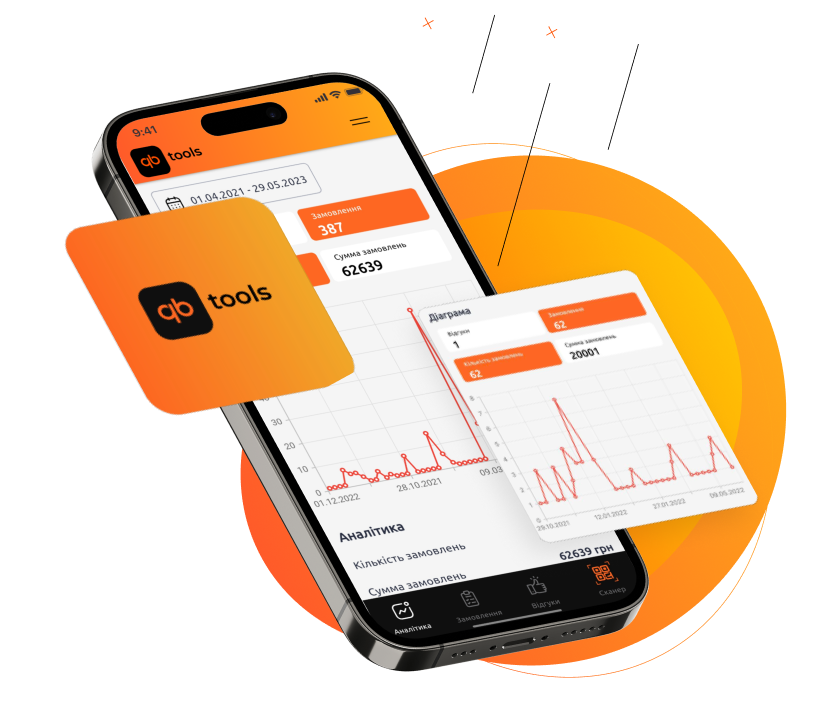 9:41
qb tools
01.04.2021 - 29.05.2023
Замовлення
387
Сумма замовлень
62639
qb tools
30
20
10
0
01.12.2022
28.10.2021
09.03
Аналітика
Кількість замовлень
62639 грн
Сумма замовлень
Аналітика
Замовлення
Відгуки
Сканер
Діаграма
Відгуки
1
Замовлення
62
Кількість замовлень
62
Сумма замовлень
20001
8
7
6
5
4
3
2
1
0
29.10.2021
12.01.2022
27.01.2022
09.05.2022